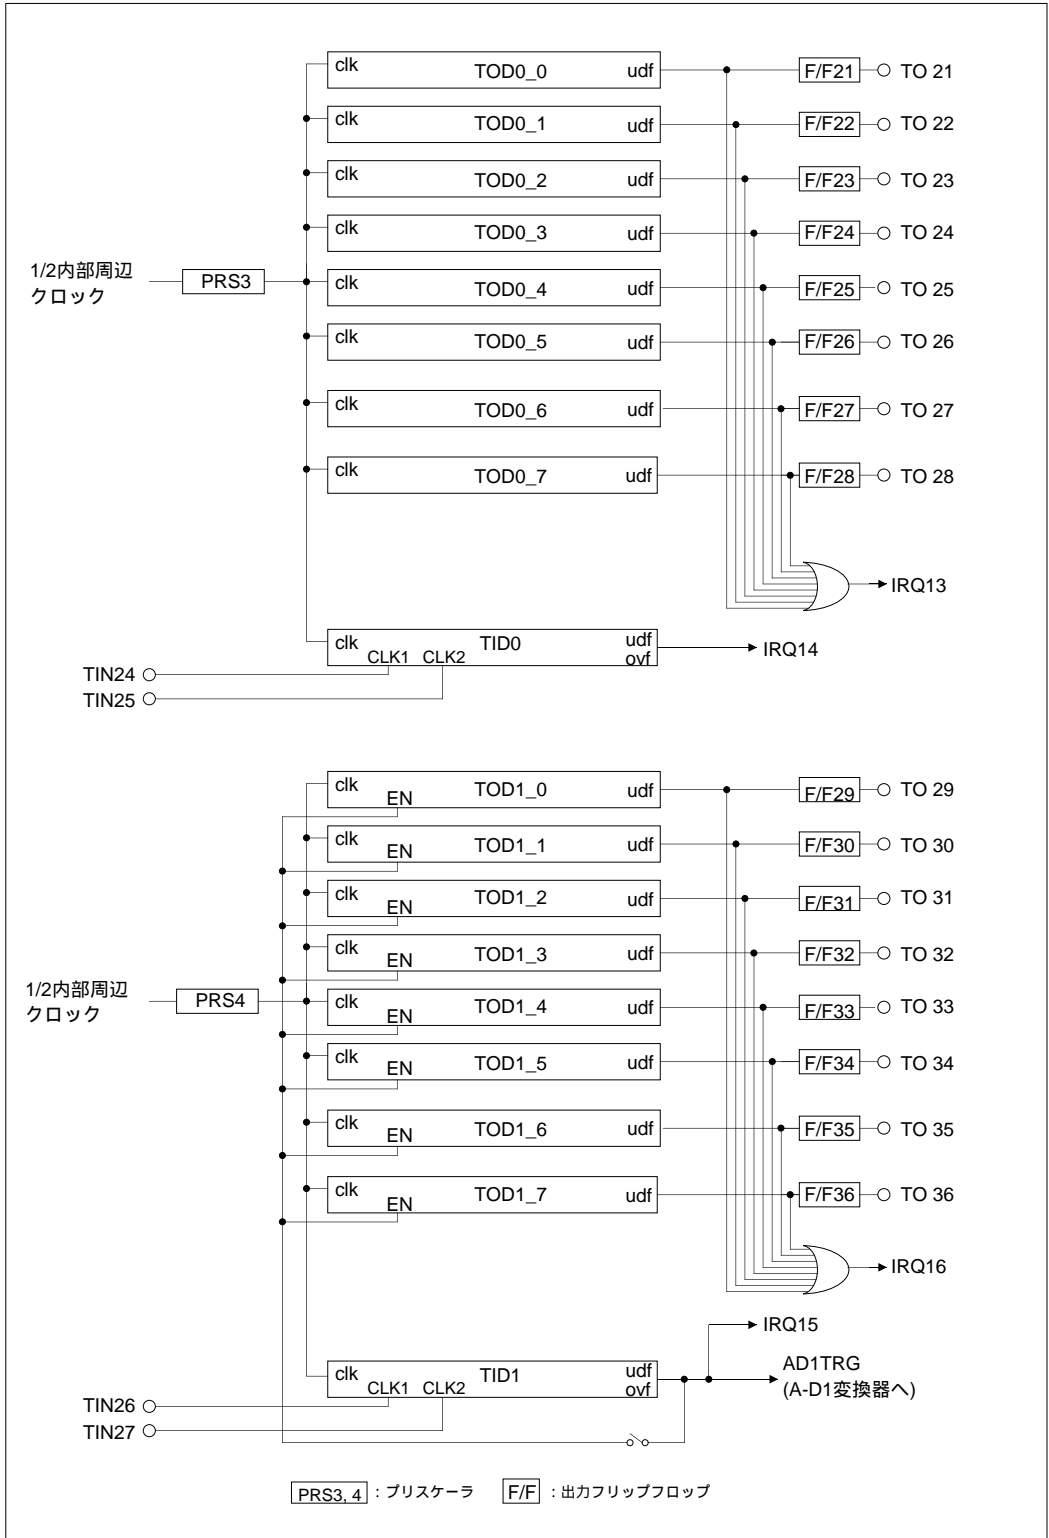 clk TOD0_0 udf F/F21 TO 21
clk TOD0_1 udf F/F22 TO 22
clk TOD0_2 udf F/F23 TO 23
clk TOD0_3 udf F/F24 TO 24
1/2内部周辺
クロック
PRS3
clk TOD0_4 udf F/F25 TO 25
clk TOD0_5 udf F/F26 TO 26
clk TOD0_6 udf F/F27 TO 27
clk TOD0_7 udf F/F28 TO 28
IRQ13
clk CLK1 CLK2 TID0 udf
ovf
IRQ14
TIN24
TIN25
clk EN TOD1_0 udf F/F29 TO 29
clk EN TOD1_1 udf F/F30 TO 30
clk EN TOD1_2 udf F/F31 TO 31
clk EN TOD1_3 udf F/F32 TO 32
1/2内部周辺
クロック
PRS4
clk EN TOD1_4 udf F/F33 TO 33
clk EN TOD1_5 udf F/F34 TO 34
clk EN TOD1_6 udf F/F35 TO 35
clk EN TOD1_7 udf F/F36 TO 36
IRQ16
IRQ15
clk CLK1 CLK2 TID1 udf
ovf
AD1TRG
(A-D1変換器へ)
TIN26
TIN27
PRS3, 4 : プリスケーラ F/F : 出力フリップフロップ